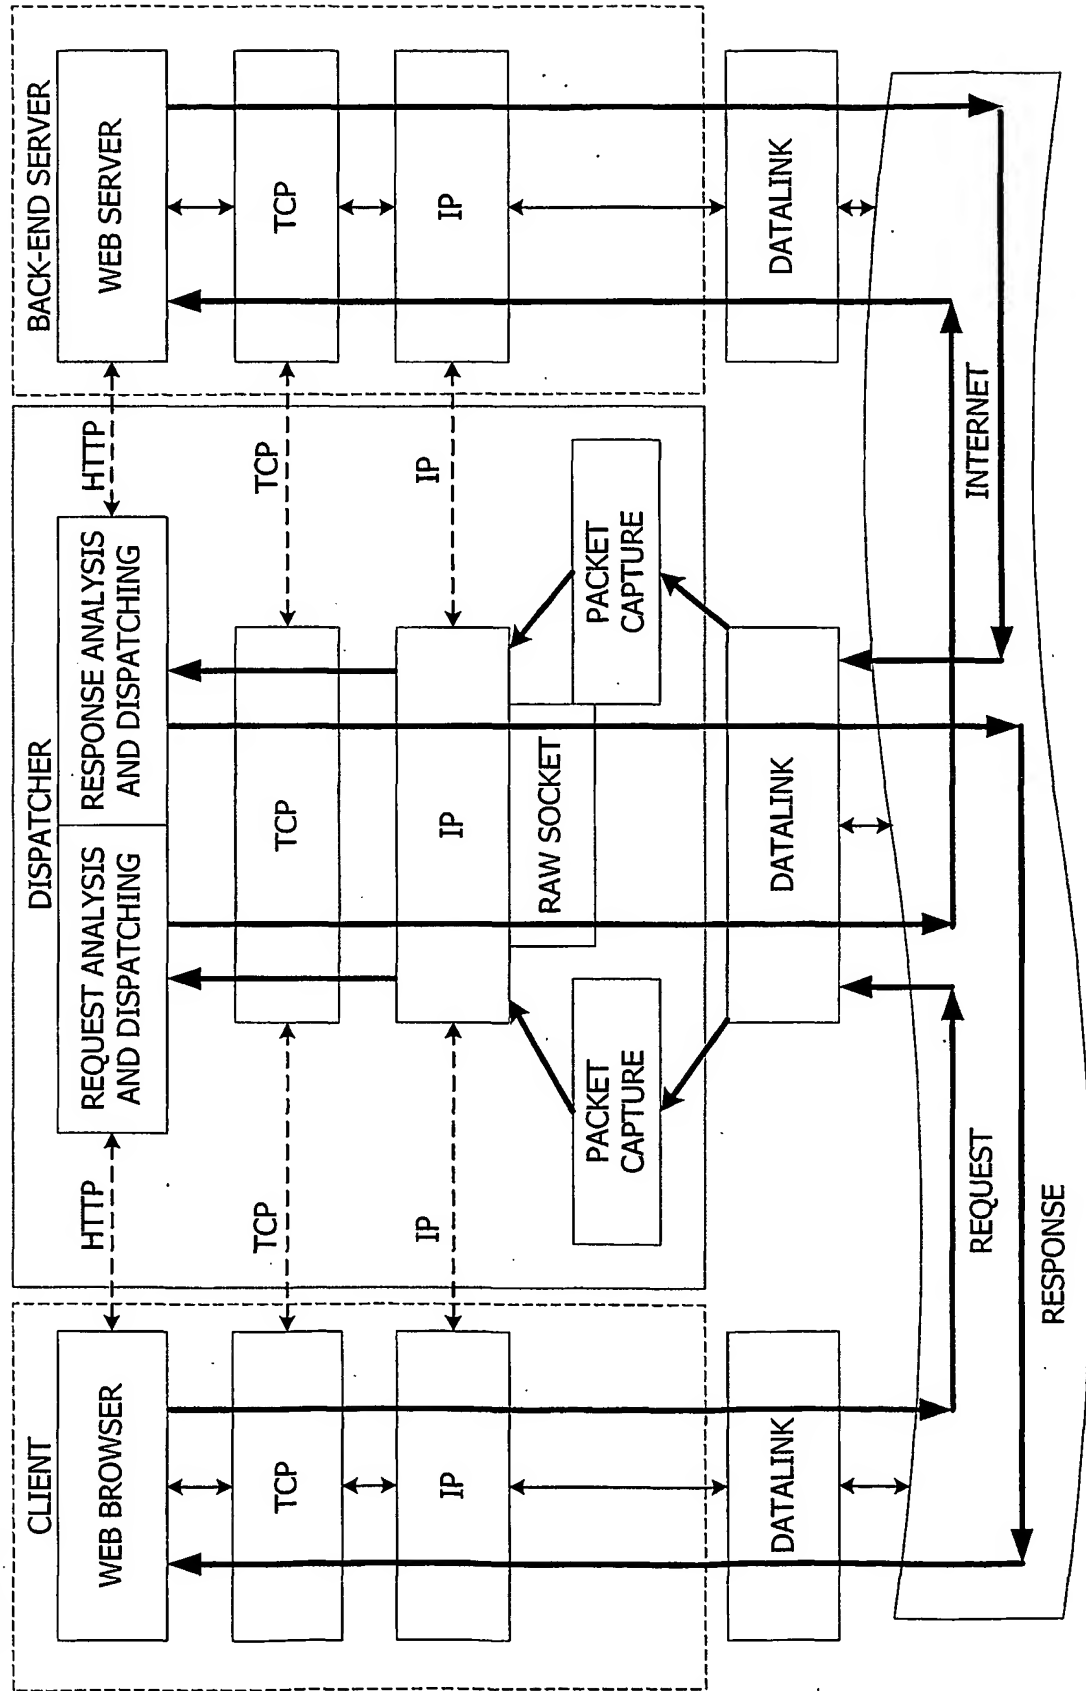 CLIENT
WEB BROWSER
TCP
IP
DATALINK
HTTP
TCP
IP
DISPATCHER
REQUEST ANALYSIS
AND DISPATCHING
RESPONSE ANALYSIS
AND DISPATCHING
TCP
IP
RAW SOCKET
PACKET
CAPTURE
PACKET
CAPTURE
DATALINK
HTTP
TCP
IP
BACK-END SERVER
WEB SERVER
TCP
IP
DATALINK
REQUEST
INTERNET
RESPONSE